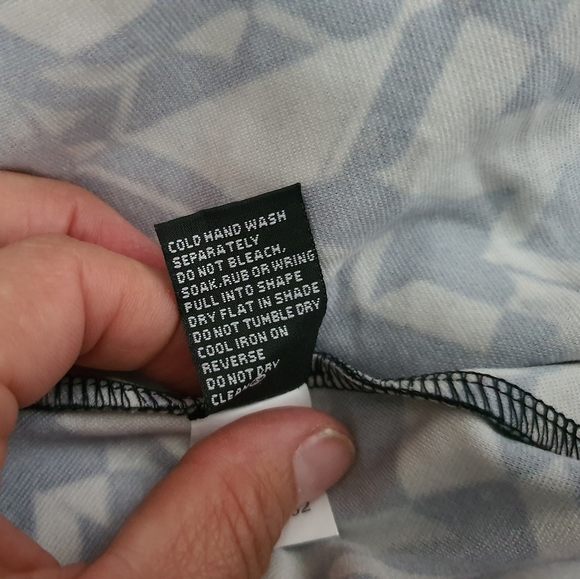 COLD HAND WASH
SEPARATELY
DO NOT BLEACH,
SOAK,RUB OR WRING
PULL INTO SHAPE
DRY FLAT IN SHADE
DO NOT TUMBLE DRY
COOL IRON ON
REVERSE
DO NOT DRY
CLEAN